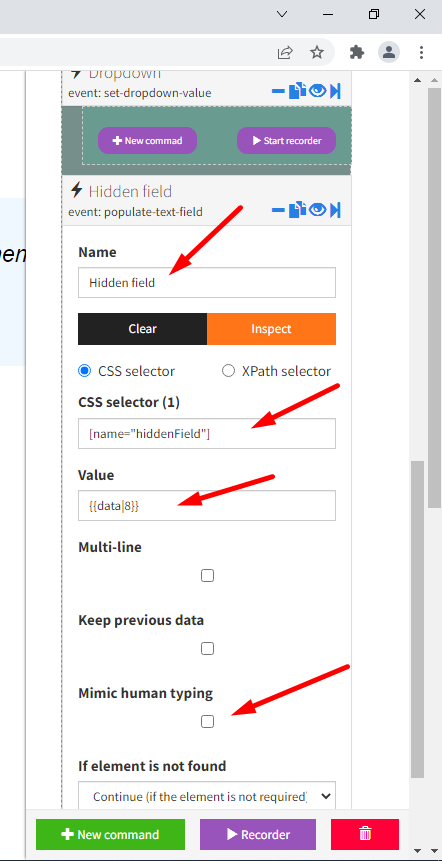 Dropdown
event: set-dropdown-value
New commad
Start recorder
Hidden field
event: populate-text-field
Name
Hidden field
Clear
Inspect
CSS selector
XPath selector
CSS selector (1)
[name="hiddenField"]
Value
{{data|8}}
Multi-line
Keep previous data
Mimic human typing
If element is not found
Continue (if the element is not required)
New command
Recorder